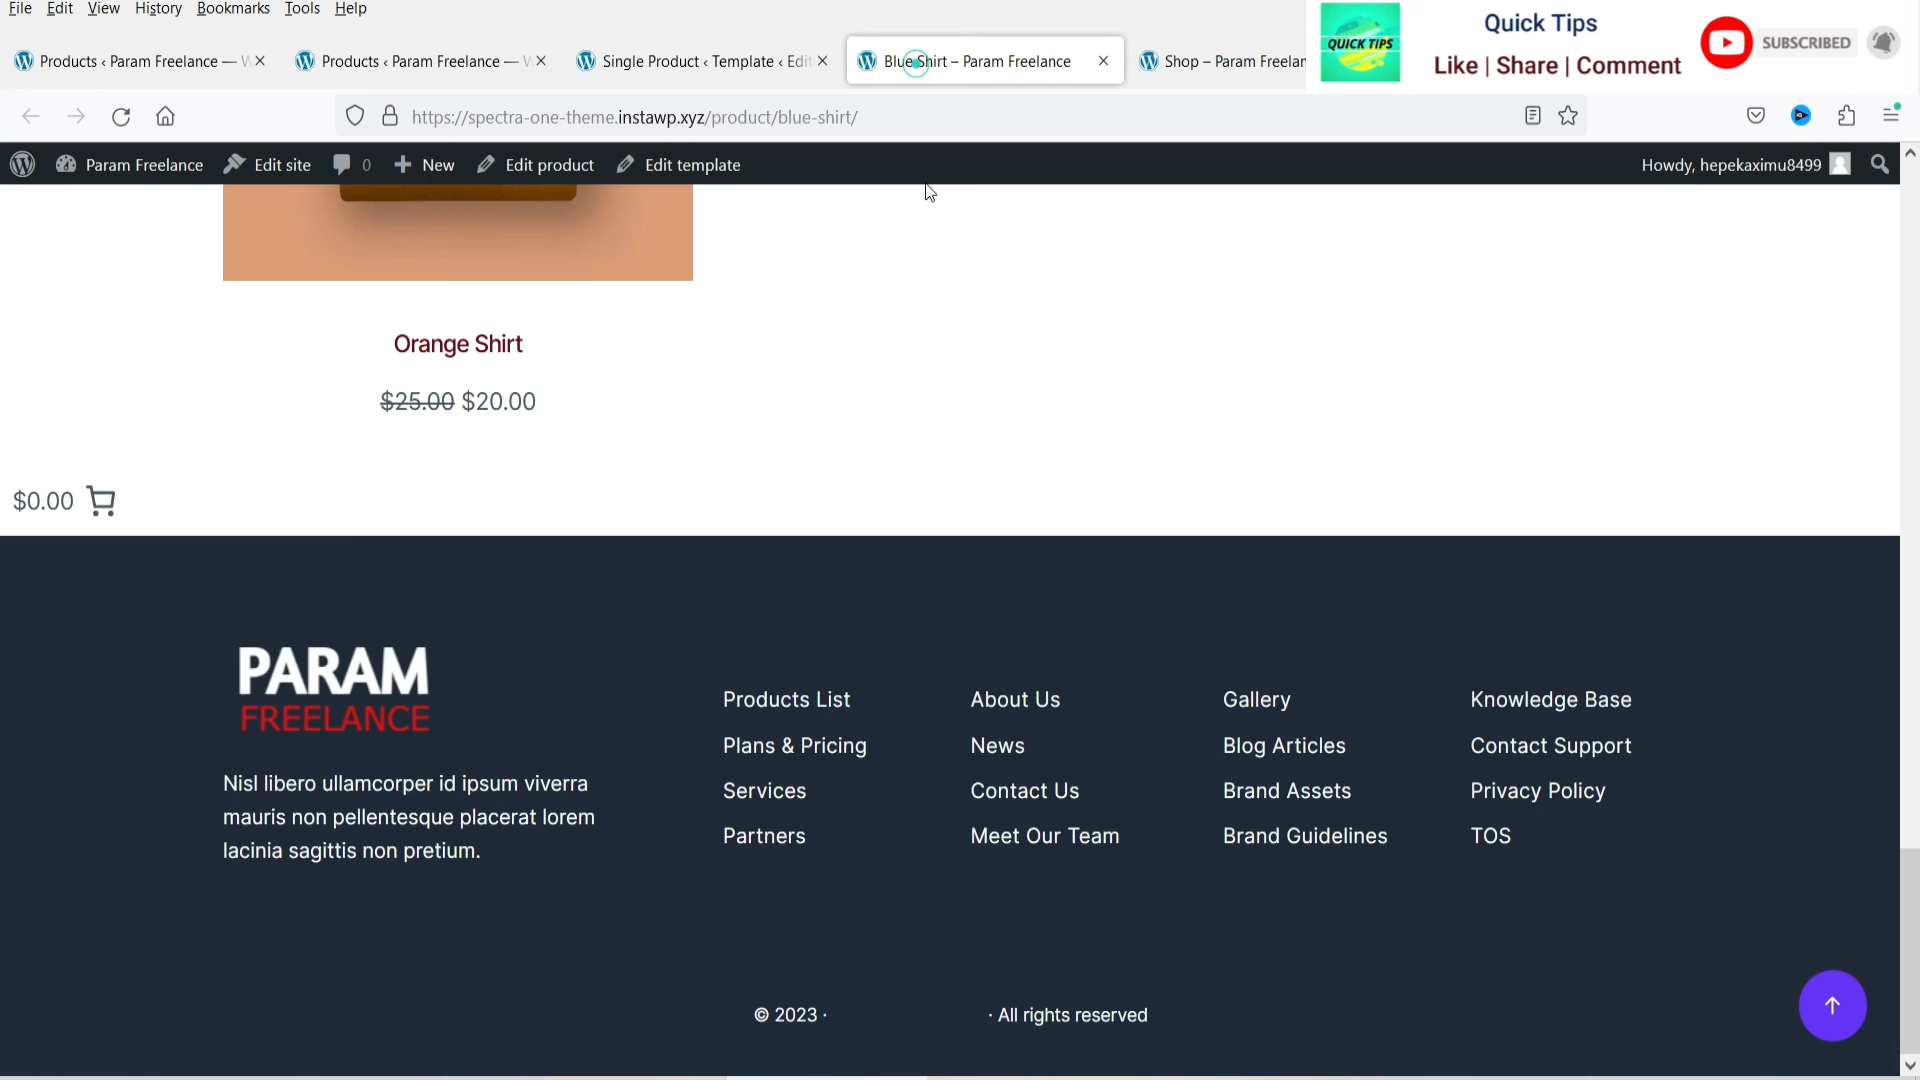 File Edit View History Bookmarks Tools Help
Products ‹ Param Freelance — W
Products ‹ Param Freelance —
Single Product ‹ Template ‹ Edit
Blue Shirt – Param Freelance
Shop – Param Freelan
QUICK TIPS
Quick Tips
Like | Share | Comment
SUBSCRIBED
https://spectra-one-theme.instawp.xyz/product/blue-shirt/
Param Freelance
Edit site
0
New
Edit product
Edit template
Howdy, hepekaximu8499
Orange Shirt
$25.00 $20.00
$0.00
PARAM
FREELANCE
Nisl libero ullamcorper id ipsum viverra
mauris non pellentesque placerat lorem
lacinia sagittis non pretium.
Products List
Plans & Pricing
Services
Partners
About Us
News
Contact Us
Meet Our Team
Gallery
Blog Articles
Brand Assets
Brand Guidelines
Knowledge Base
Contact Support
Privacy Policy
TOS
© 2023 · · All rights reserved